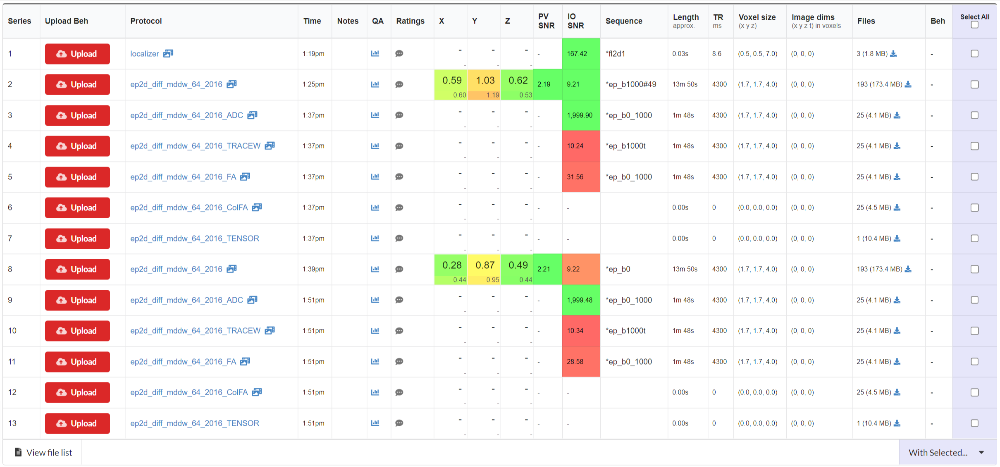 Series Upload Beh Protocol Time Notes QA Ratings X Y Z PV SNR IO SNR Sequence Length approx. TR ms Voxel size (x y z) Image dims (x y z t) in voxels Files Beh Select All
1 Upload localizer 1:19pm - - - - 167.42 *fl2d1 0.03s 8.6 (0.5, 0.5, 7.0) (0, 0, 0) 3 (1.8 MB) -
2 Upload ep2d_diff_mddw_64_2016 1:25pm 0.59 0.60 1.03 1.19 0.62 0.53 2.19 9.21 *ep_b1000#49 13m 50s 4300 (1.7, 1.7, 4.0) (0, 0, 0) 193 (173.4 MB) -
3 Upload ep2d_diff_mddw_64_2016_ADC 1:37pm - - - - 1,999.90 *ep_b0_1000 1m 48s 4300 (1.7, 1.7, 4.0) (0, 0, 0) 25 (4.1 MB) -
4 Upload ep2d_diff_mddw_64_2016_TRACEW 1:37pm - - - - 10.24 *ep_b1000t 1m 48s 4300 (1.7, 1.7, 4.0) (0, 0, 0) 25 (4.1 MB) -
5 Upload ep2d_diff_mddw_64_2016_FA 1:37pm - - - - 31.56 *ep_b0_1000 1m 48s 4300 (1.7, 1.7, 4.0) (0, 0, 0) 25 (4.1 MB) -
6 Upload ep2d_diff_mddw_64_2016_ColFA 1:37pm - - - - - 0.00s 0 (0.0, 0.0, 0.0) (0, 0, 0) 25 (4.5 MB) -
7 Upload ep2d_diff_mddw_64_2016_TENSOR 1:37pm - - - - - 0.00s 0 (0.0, 0.0, 0.0) (0, 0, 0) 1 (10.4 MB) -
8 Upload ep2d_diff_mddw_64_2016 1:39pm 0.28 0.44 0.87 0.95 0.49 0.44 2.21 9.22 *ep_b0 13m 50s 4300 (1.7, 1.7, 4.0) (0, 0, 0) 193 (173.4 MB) -
9 Upload ep2d_diff_mddw_64_2016_ADC 1:51pm - - - - 1,999.48 *ep_b0_1000 1m 48s 4300 (1.7, 1.7, 4.0) (0, 0, 0) 25 (4.1 MB) -
10 Upload ep2d_diff_mddw_64_2016_TRACEW 1:51pm - - - - 10.34 *ep_b1000t 1m 48s 4300 (1.7, 1.7, 4.0) (0, 0, 0) 25 (4.1 MB) -
11 Upload ep2d_diff_mddw_64_2016_FA 1:51pm - - - - 28.58 *ep_b0_1000 1m 48s 4300 (1.7, 1.7, 4.0) (0, 0, 0) 25 (4.1 MB) -
12 Upload ep2d_diff_mddw_64_2016_ColFA 1:51pm - - - - - 0.00s 0 (0.0, 0.0, 0.0) (0, 0, 0) 25 (4.5 MB) -
13 Upload ep2d_diff_mddw_64_2016_TENSOR 1:51pm - - - - - 0.00s 0 (0.0, 0.0, 0.0) (0, 0, 0) 1 (10.4 MB) -
View file list With Selected...